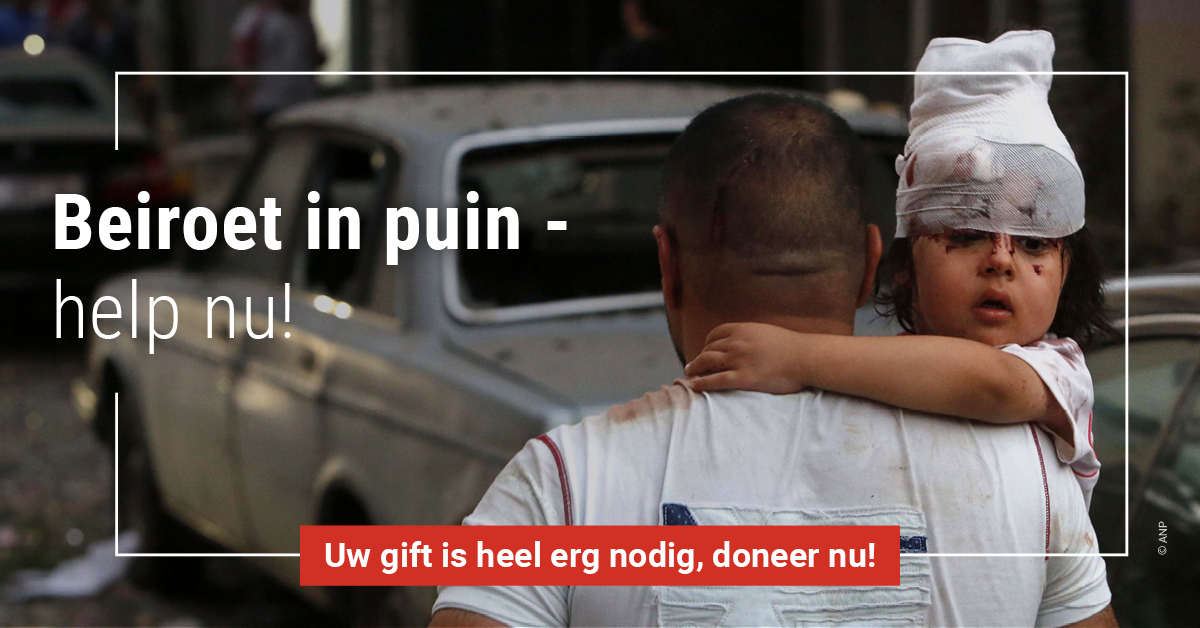 Beiroet in puin -
help nu!
Uw gift is heel erg nodig, doneer nu!
© ANP